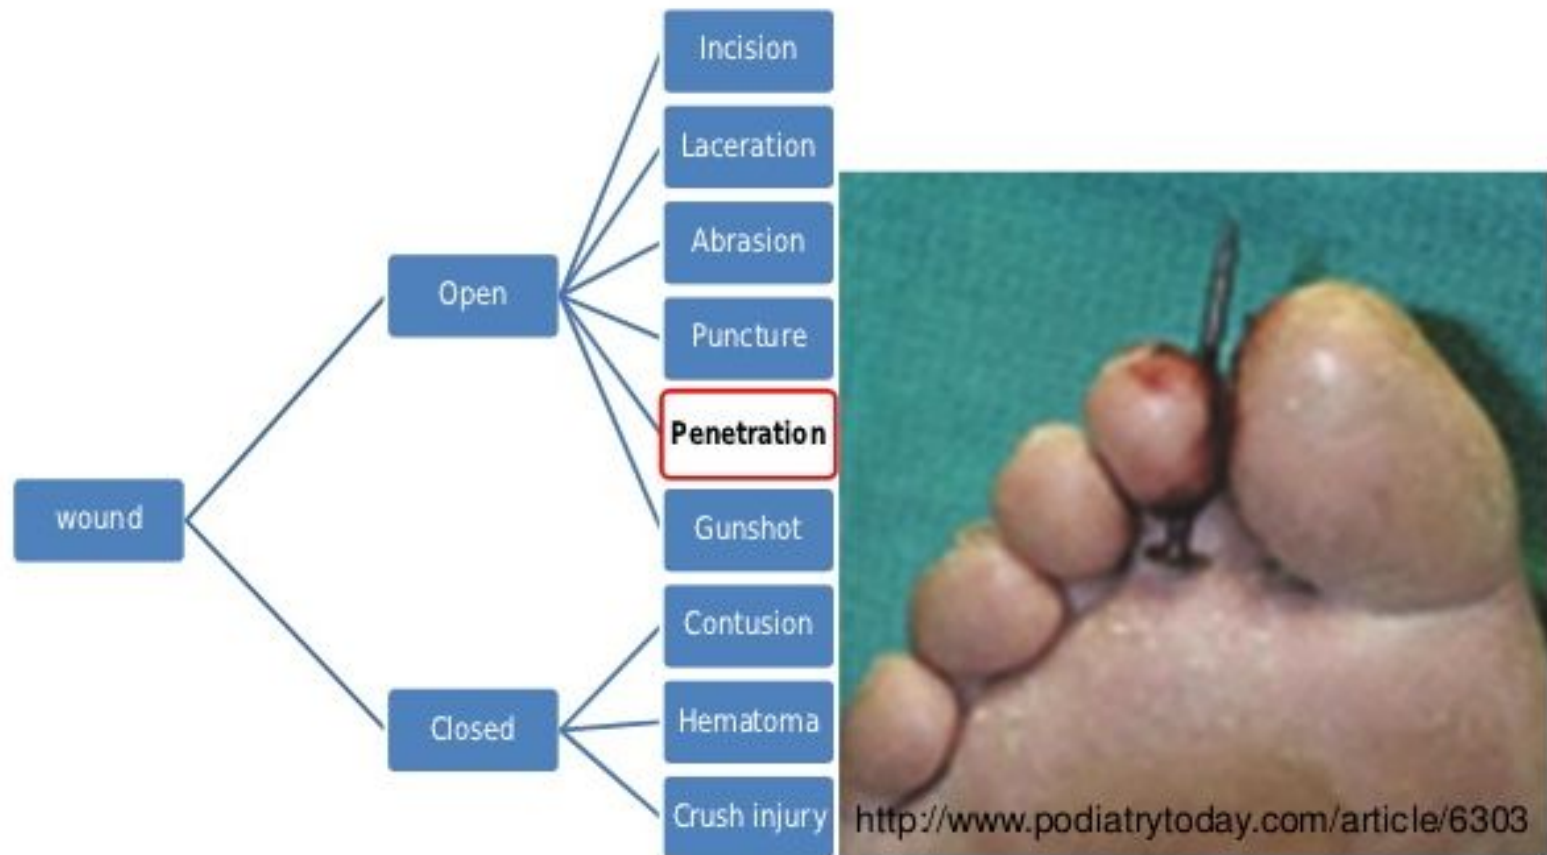 Incision
Laceration
Abrasion
Open
Puncture
Penetration
wound
Gunshot
Contusion
Closed
Hematoma
Crush injury
http://www.podiatrytoday.com/article/6303